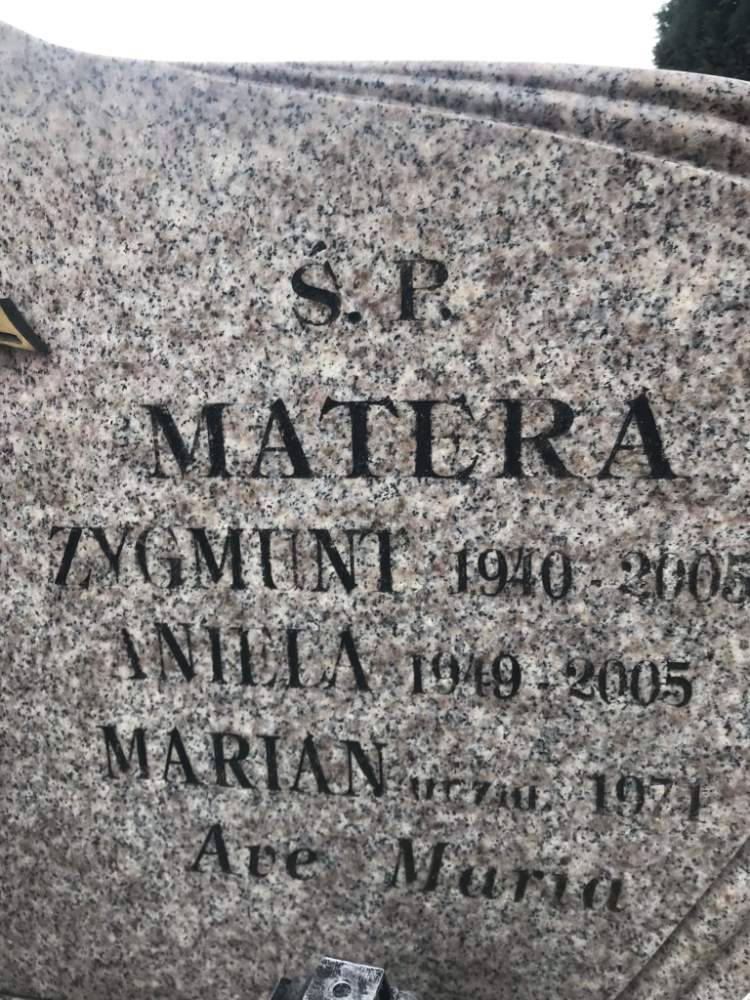 Ś. P.
MATERA
ZYGMUNT 1940 - 2005
ANIELA 1949 - 2005
MARIAN 1971
Ave Maria